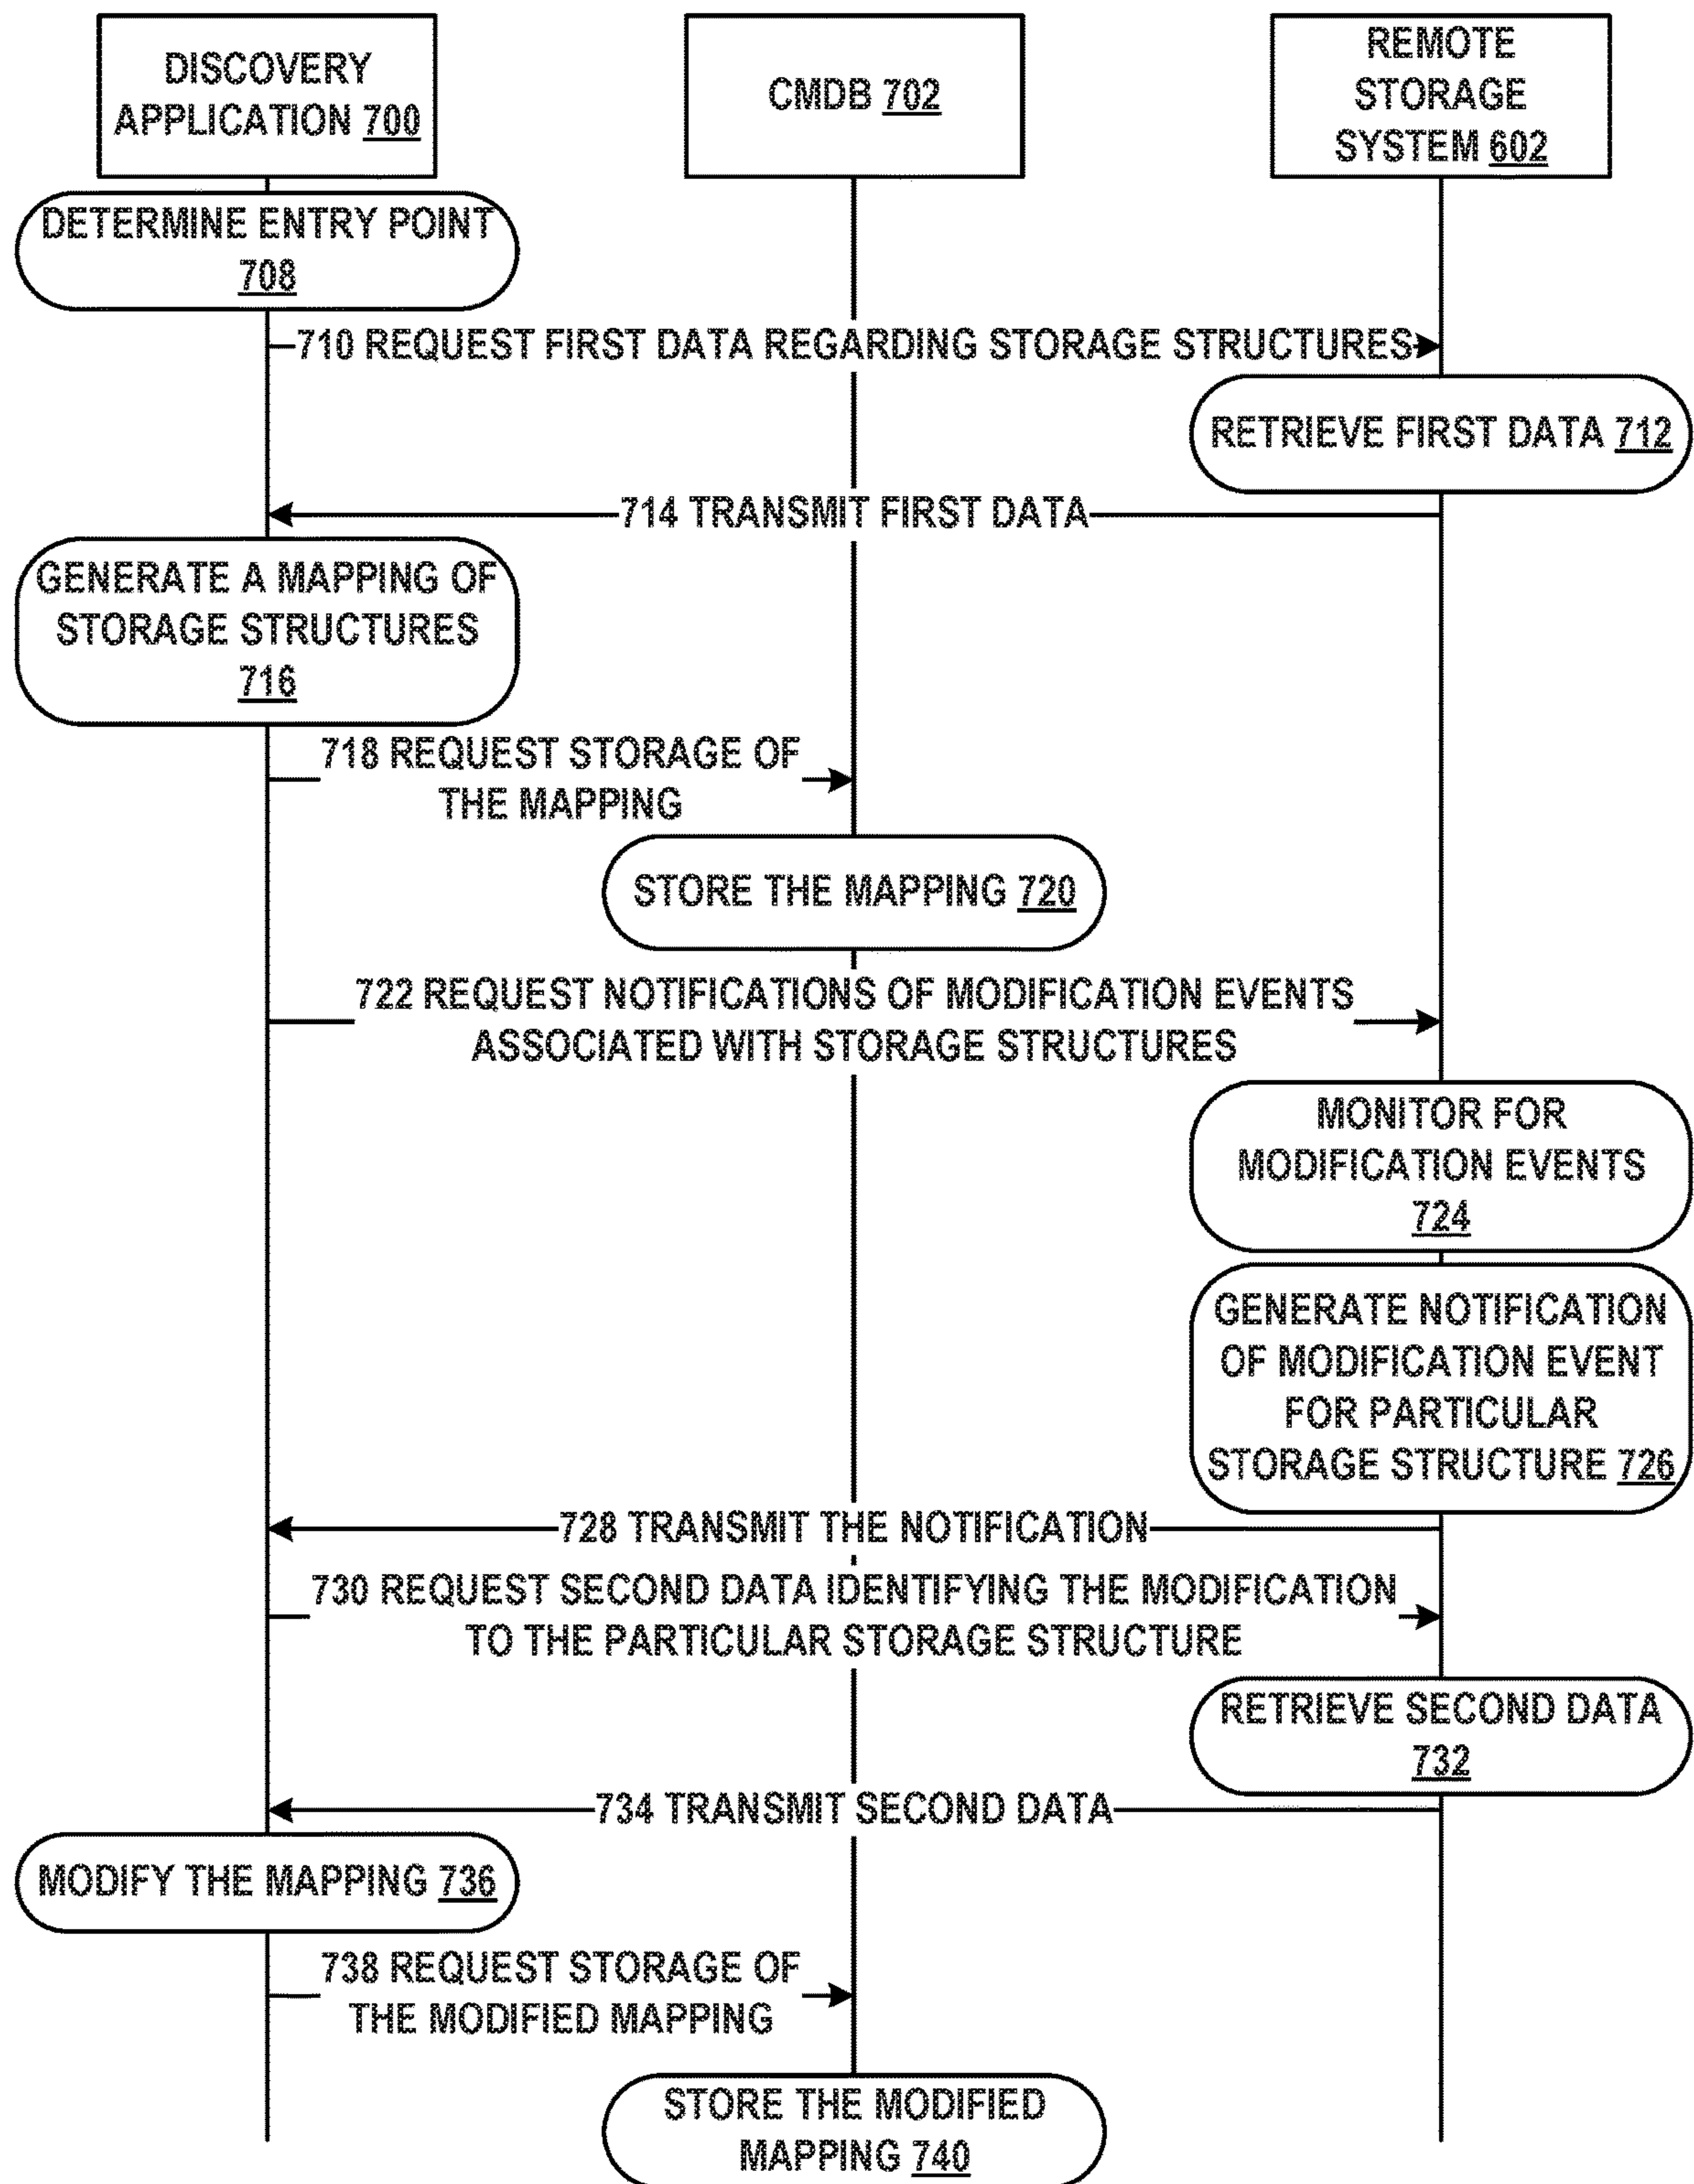 DISCOVERY
APPLICATION 700
CMDB 702
REMOTE
STORAGE
SYSTEM 602
DETERMINE ENTRY POINT
708
710 REQUEST FIRST DATA REGARDING STORAGE STRUCTURES
RETRIEVE FIRST DATA 712
714 TRANSMIT FIRST DATA
GENERATE A MAPPING OF
STORAGE STRUCTURES
716
718 REQUEST STORAGE OF
THE MAPPING
STORE THE MAPPING 720
722 REQUEST NOTIFICATIONS OF MODIFICATION EVENTS
ASSOCIATED WITH STORAGE STRUCTURES
MONITOR FOR
MODIFICATION EVENTS
724
GENERATE NOTIFICATION
OF MODIFICATION EVENT
FOR PARTICULAR
STORAGE STRUCTURE 726
728 TRANSMIT THE NOTIFICATION
730 REQUEST SECOND DATA IDENTIFYING THE MODIFICATION
TO THE PARTICULAR STORAGE STRUCTURE
RETRIEVE SECOND DATA
732
734 TRANSMIT SECOND DATA
MODIFY THE MAPPING 736
738 REQUEST STORAGE OF
THE MODIFIED MAPPING
STORE THE MODIFIED
MAPPING 740